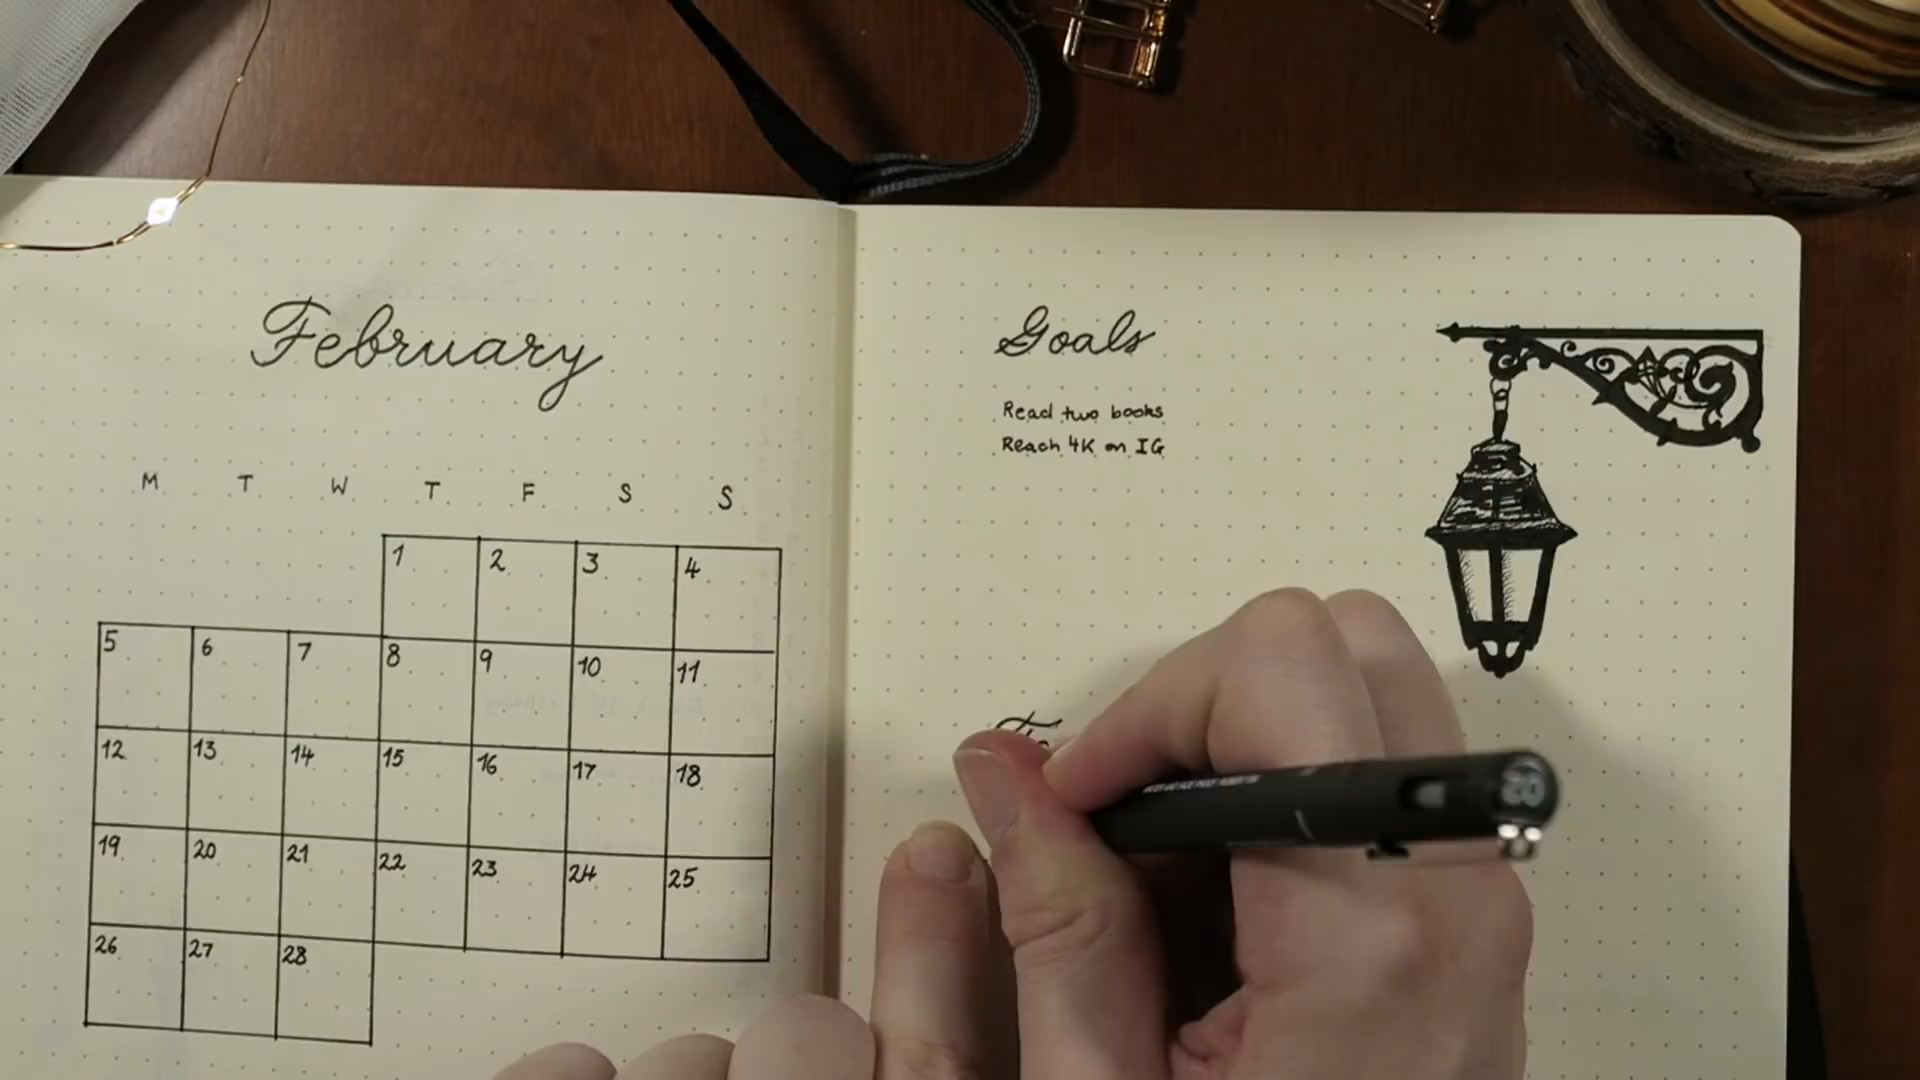 February
M T W T F S S
1 2 3 4
5 6 7 8 9 10 11
12 13 14 15 16 17 18
19 20 21 22 23 24 25
26 27 28
Goals
Read two books
Reach 4K on IG